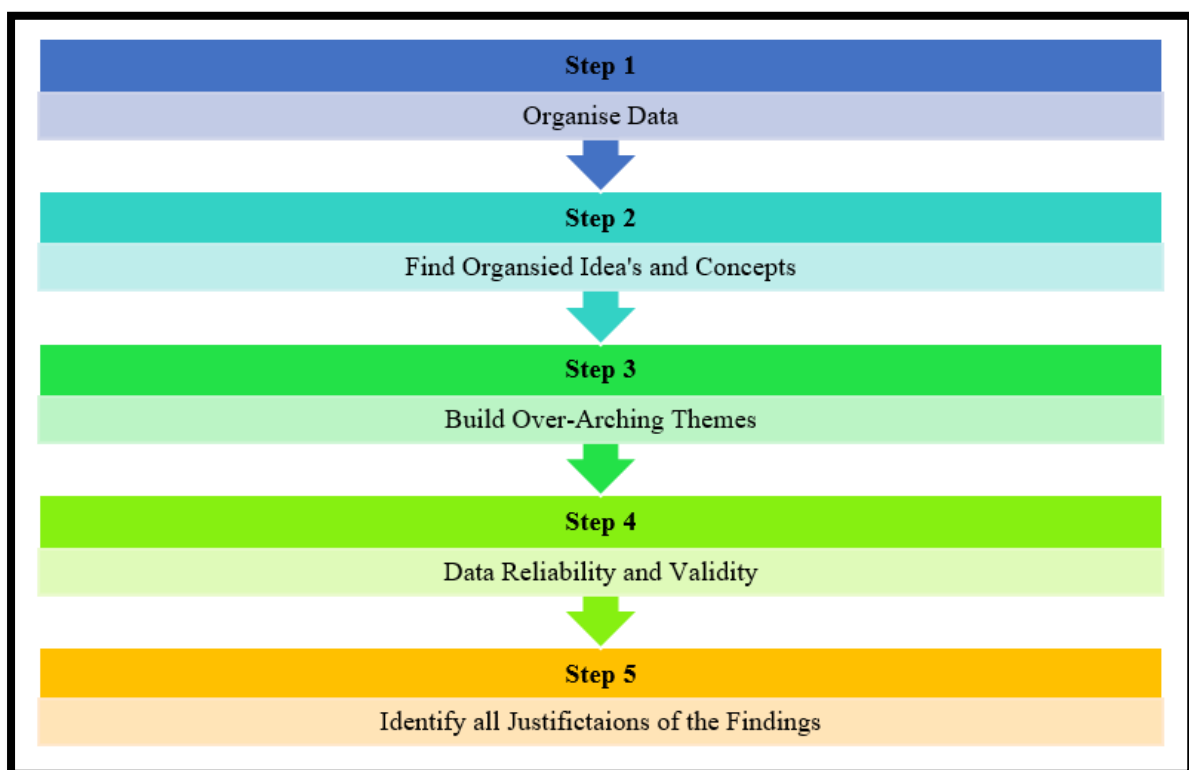 Step 1
Organise Data
Step 2
Find Organsied Idea's and Concepts
Step 3
Build Over-Arching Themes
Step 4
Data Reliability and Validity
Step 5
Identify all Justifictaions of the Findings